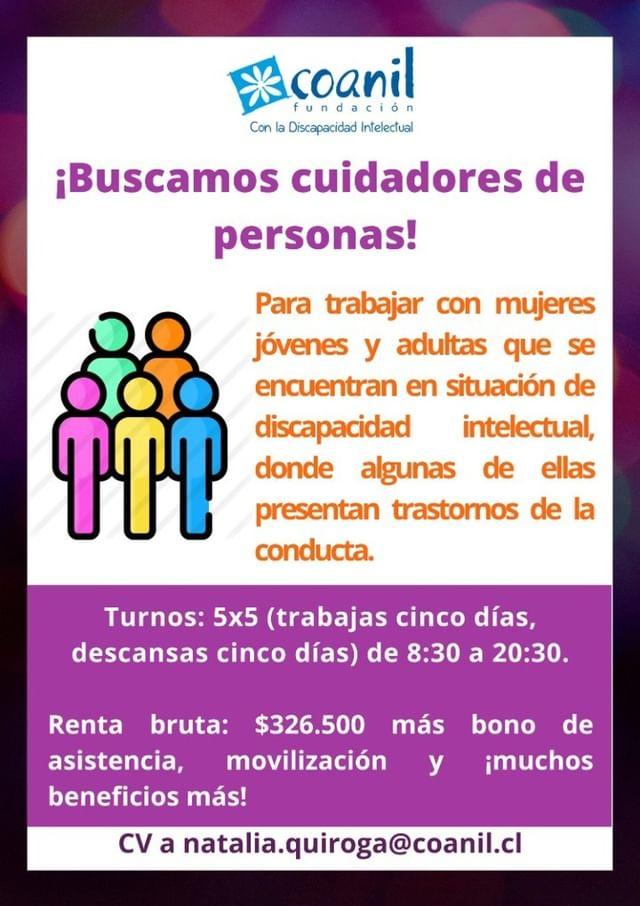 coanil
fundación
Con la Discapacidad Intelectual
¡Buscamos cuidadores de
personas!
Para trabajar con mujeres
jóvenes y adultas que se
encuentran en situación de
discapacidad intelectual,
donde algunas de ellas
presentan trastornos de la
conducta.
Turnos: 5x5 (trabajas cinco días,
descansas cinco días) de 8:30 a 20:30.
Renta bruta: $326.500 más bono de
asistencia, movilización y ¡muchos
beneficios más!
CV a natalia.quiroga@coanil.cl